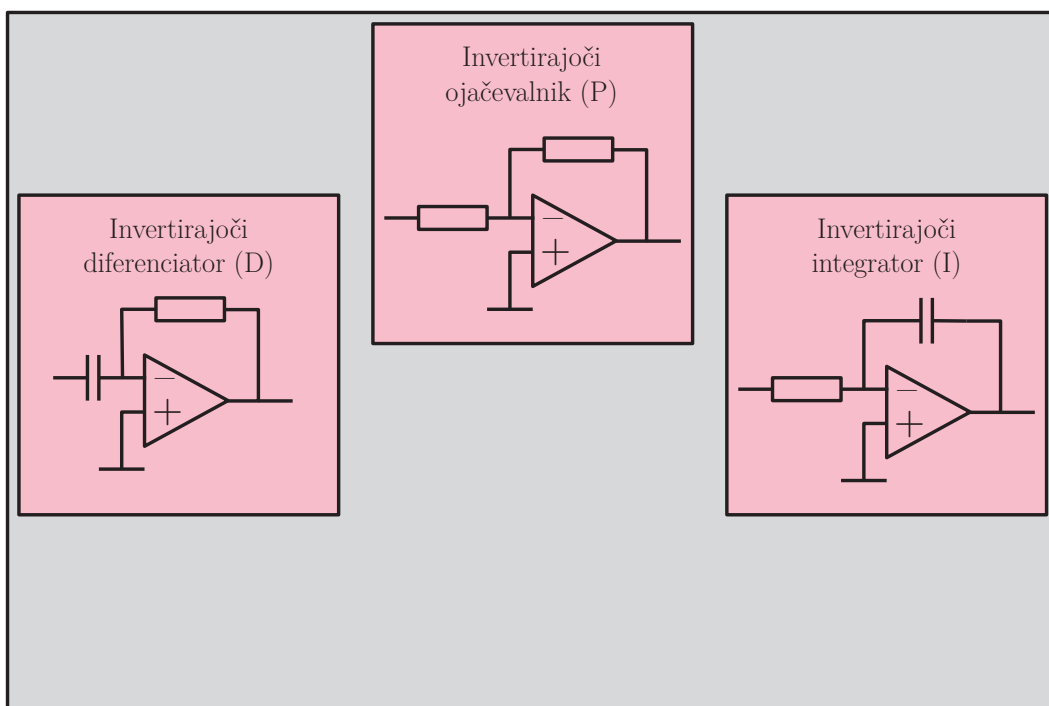 Invertirajoči
ojačevalnik (P)
−
+
Invertirajoči
diferenciator (D)
−
+
Invertirajoči
integrator (I)
−
+